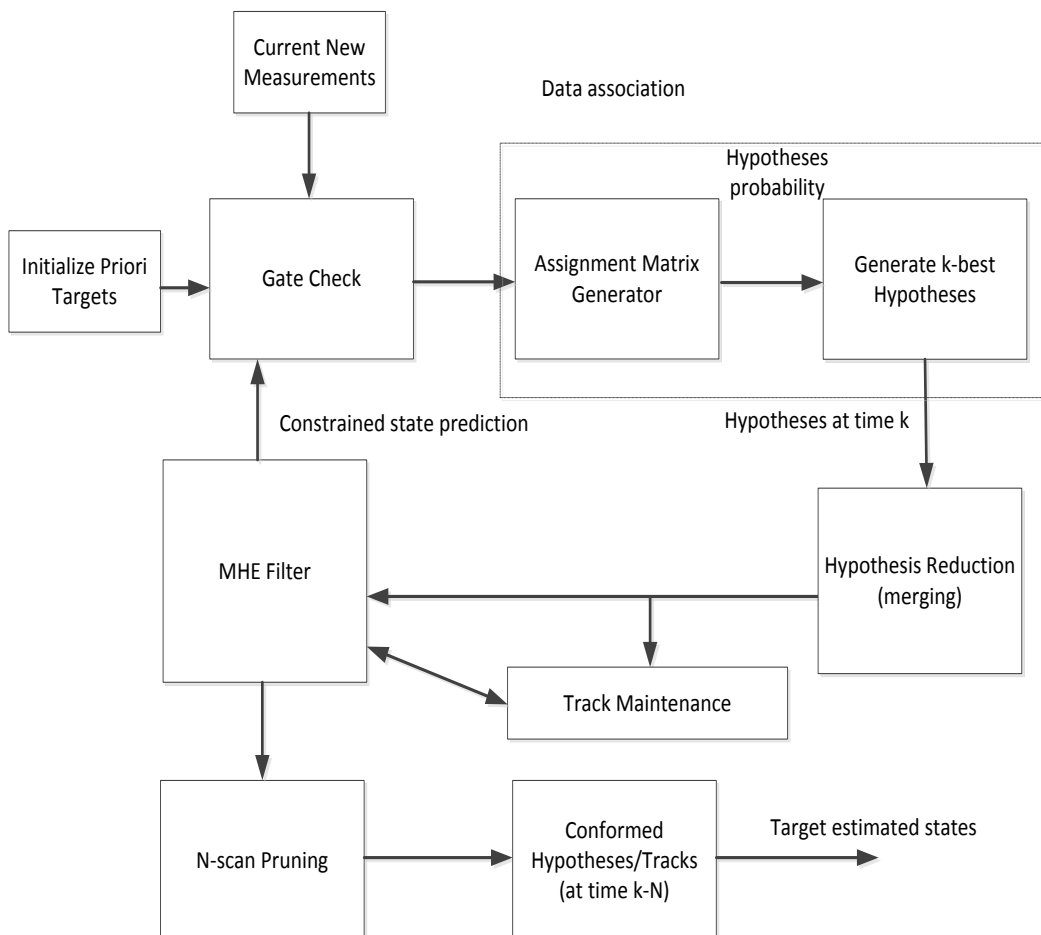 Current New
Measurements
Data association
Hypotheses
probability
Initialize Priori
Targets
Gate Check
Assignment Matrix
Generator
Generate k-best
Hypotheses
Constrained state prediction
Hypotheses at time k
MHE Filter
Hypothesis Reduction
(merging)
Track Maintenance
N-scan Pruning
Conformed
Hypotheses/Tracks
(at time k-N)
Target estimated states